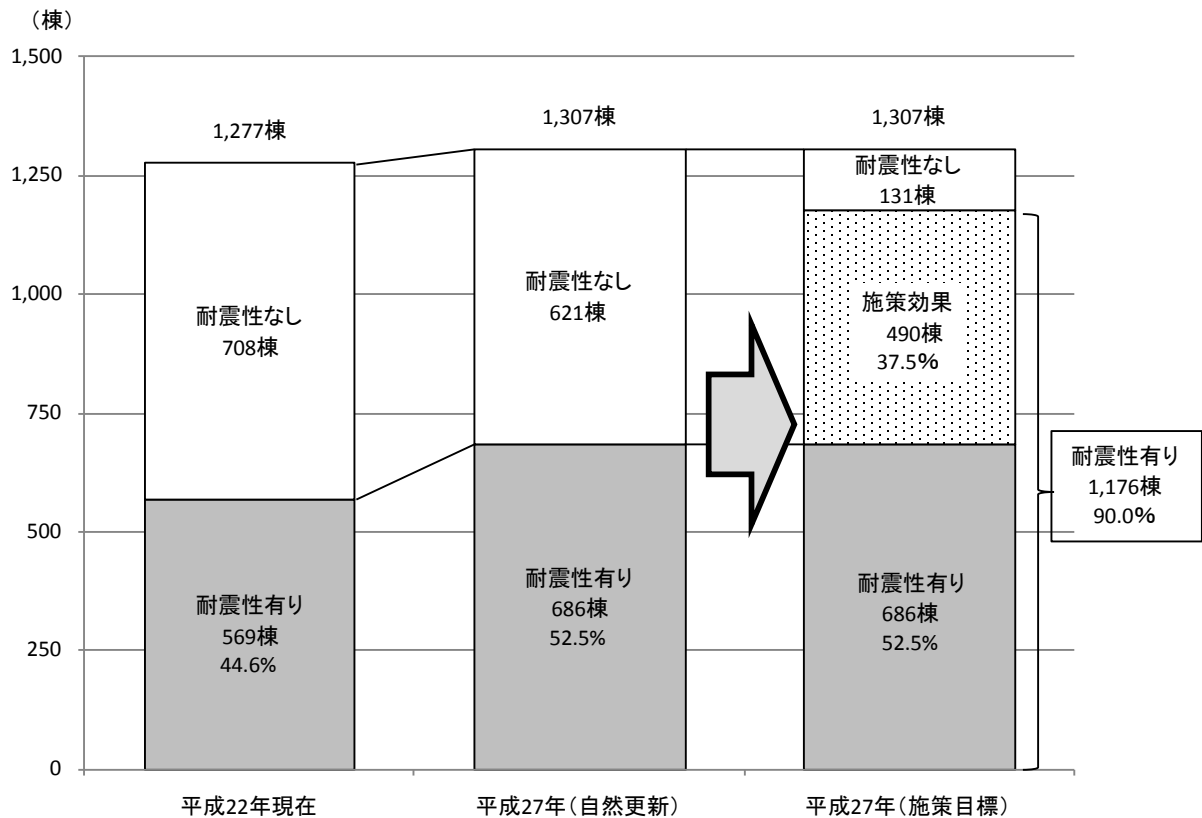 （棟）
1,500
1,250
1,000
750
500
250
0
1,277棟
耐震性なし
708棟
耐震性有り
569棟
44.6%
平成22年現在
1,307棟
耐震性なし
621棟
耐震性有り
686棟
52.5%
平成27年（自然更新）
1,307棟
耐震性なし
131棟
施策効果
490棟
37.5%
耐震性有り
686棟
52.5%
平成27年（施策目標）
耐震性有り
1,176棟
90.0%